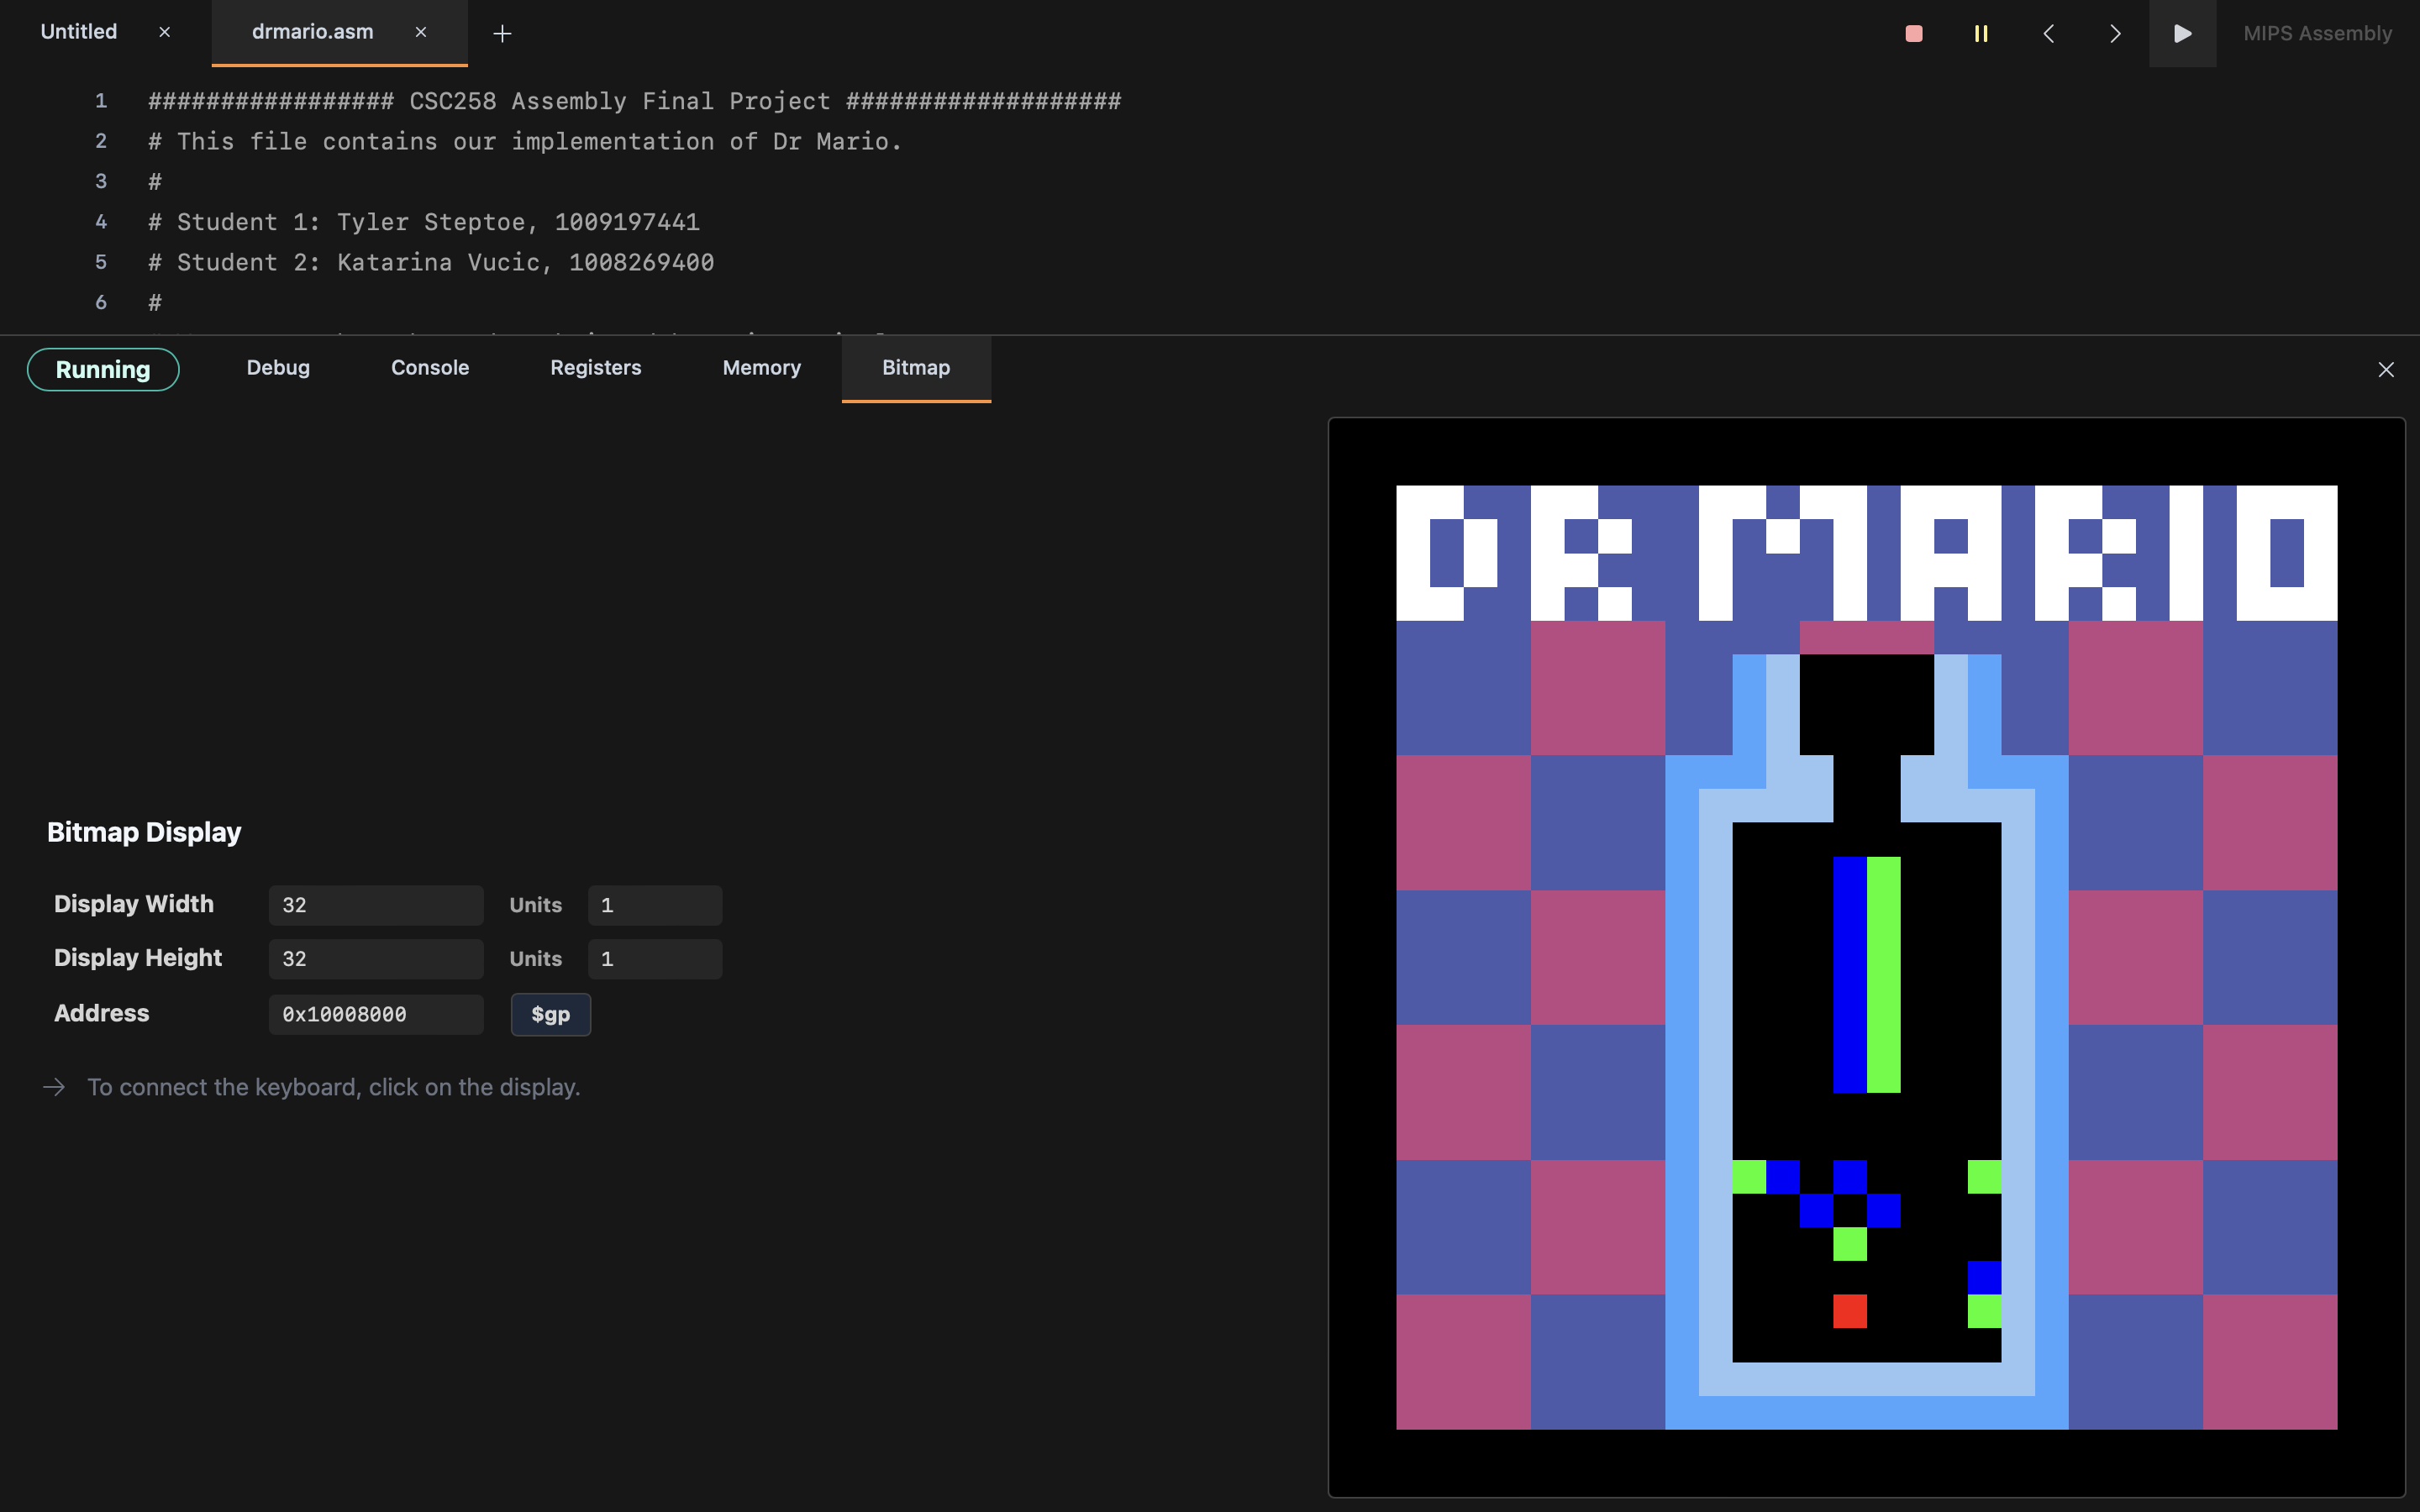 Untitled × drmario.asm × + MIPS Assembly
1 ################# CSC258 Assembly Final Project ###################
2 # This file contains our implementation of Dr Mario.
3 #
4 # Student 1: Tyler Steptoe, 1009197441
5 # Student 2: Katarina Vucic, 1008269400
6 #
Running Debug Console Registers Memory Bitmap
DR MARIO
Bitmap Display
Display Width 32 Units 1
Display Height 32 Units 1
Address 0x10008000 $gp
→ To connect the keyboard, click on the display.